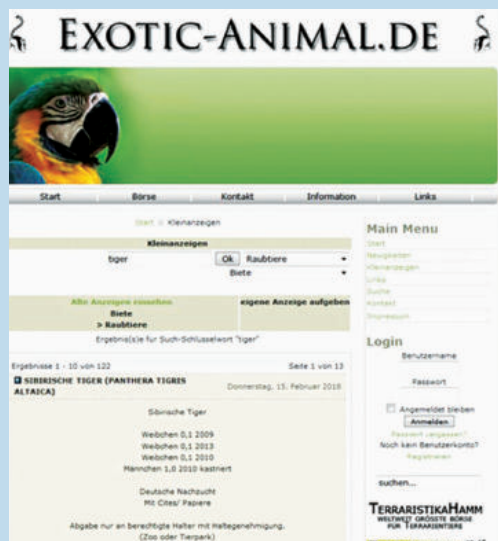 EXOTIC-ANIMAL.DE
Start Börse Kontakt Information Links
Start :: Kleinanzeigen
Kleinanzeigen
tiger Ok Raubtiere
Biete
Alle Anzeigen einsehen eigene Anzeige aufgeben
Biete
> Raubtiere
Ergebnis(s)e für Such-Schlüsselwort "tiger"
Ergebnisse 1 - 10 von 122 Seite 1 von 13
SIBIRISCHE TIGER (PANTHERA TIGRIS
ALTAICA)
Donnerstag, 15. Februar 2018
Sibirische Tiger
Weibchen 0,1 2009
Weibchen 0,1 2013
Weibchen 0,1 2010
Männchen 1,0 2010 kastriert
Deutsche Nachzucht
Mit Cites/ Papiere
Abgabe nur an berechtigte Halter mit Haltegenehmigung.
(Zoo oder Tierpark)
Main Menu
Start
Neuigkeiten
Kleinanzeigen
Links
Suche
Kontakt
Impressum
Login
Benutzername
Passwort
Angemeldet bleiben
Anmelden
Passwort vergessen?
Noch kein Benutzerkonto?
Registrieren
suchen...
TERRARISTIKAHAMM
WELTWEIT GRÖSSTE BÖRSE
FÜR TERRARIENTIERE